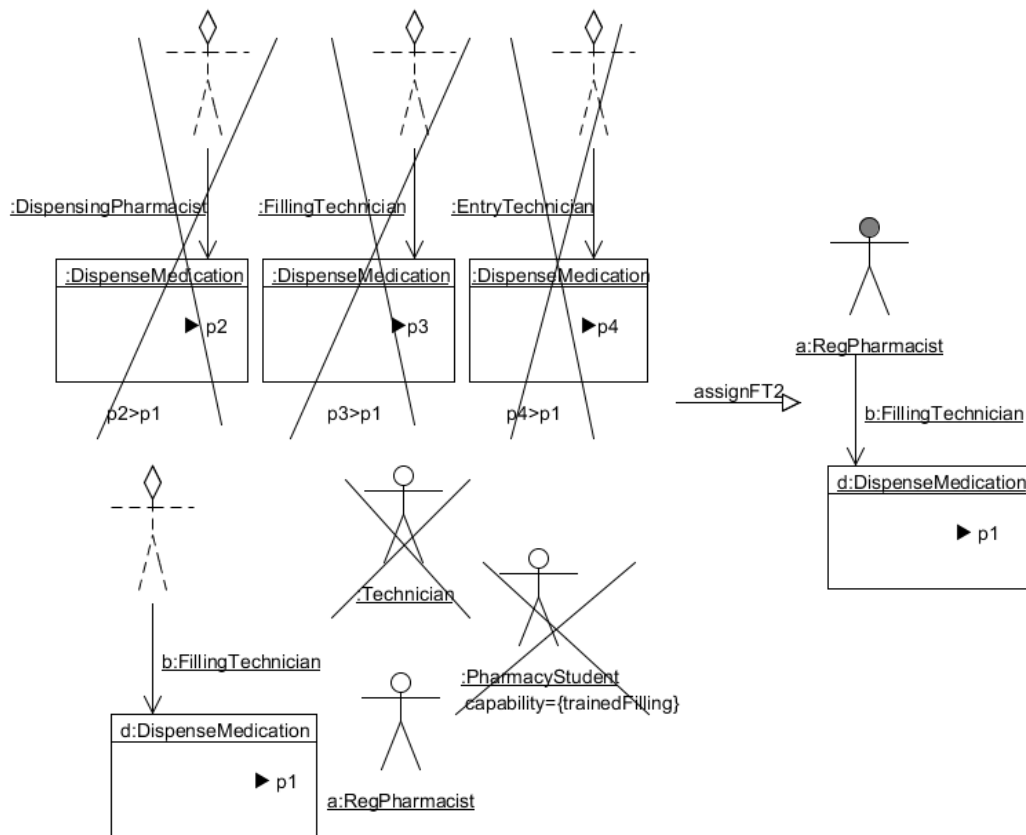 :DispensingPharmacist
:FillingTechnician
:EntryTechnician
:DispenseMedication
:DispenseMedication
:DispenseMedication
p2
p3
p4
p2>p1
p3>p1
p4>p1
assignFT2
a:RegPharmacist
b:FillingTechnician
d:DispenseMedication
p1
:Technician
b:FillingTechnician
:PharmacyStudent
capability={trainedFilling}
d:DispenseMedication
p1
a:RegPharmacist